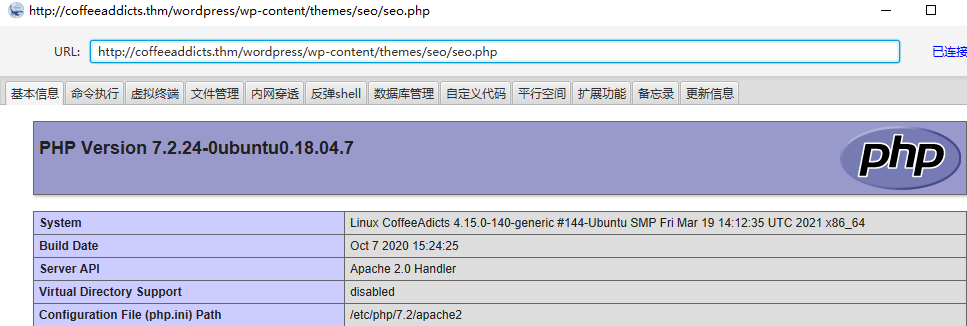 http://coffeeaddicts.thm/wordpress/wp-content/themes/seo/seo.php
URL: http://coffeeaddicts.thm/wordpress/wp-content/themes/seo/seo.php 已连接
基本信息 命令执行 虚拟终端 文件管理 内网穿透 反弹shell 数据库管理 自定义代码 平行空间 扩展功能 备忘录 更新信息
PHP Version 7.2.24-0ubuntu0.18.04.7 php
System Linux CoffeeAdicts 4.15.0-140-generic #144-Ubuntu SMP Fri Mar 19 14:12:35 UTC 2021 x86_64
Build Date Oct 7 2020 15:24:25
Server API Apache 2.0 Handler
Virtual Directory Support disabled
Configuration File (php.ini) Path /etc/php/7.2/apache2